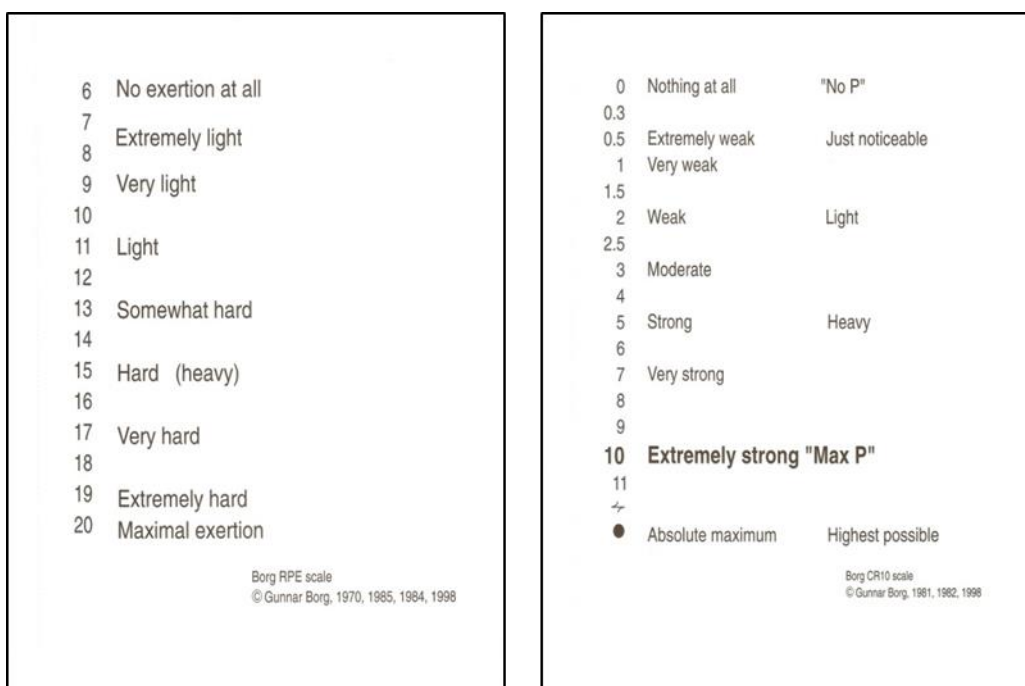 6 No exertion at all
7
Extremely light
8
9 Very light
10
11 Light
12
13 Somewhat hard
14
15 Hard (heavy)
16
17 Very hard
18
19 Extremely hard
20 Maximal exertion
Borg RPE scale
© Gunnar Borg, 1970, 1985, 1984, 1998
0 Nothing at all "No P"
0.3
0.5 Extremely weak Just noticeable
1 Very weak
1.5
2 Weak Light
2.5
3 Moderate
4
5 Strong Heavy
6
7 Very strong
8
9
10 Extremely strong "Max P"
11
● Absolute maximum Highest possible
Borg CR10 scale
© Gunnar Borg, 1981, 1982, 1998